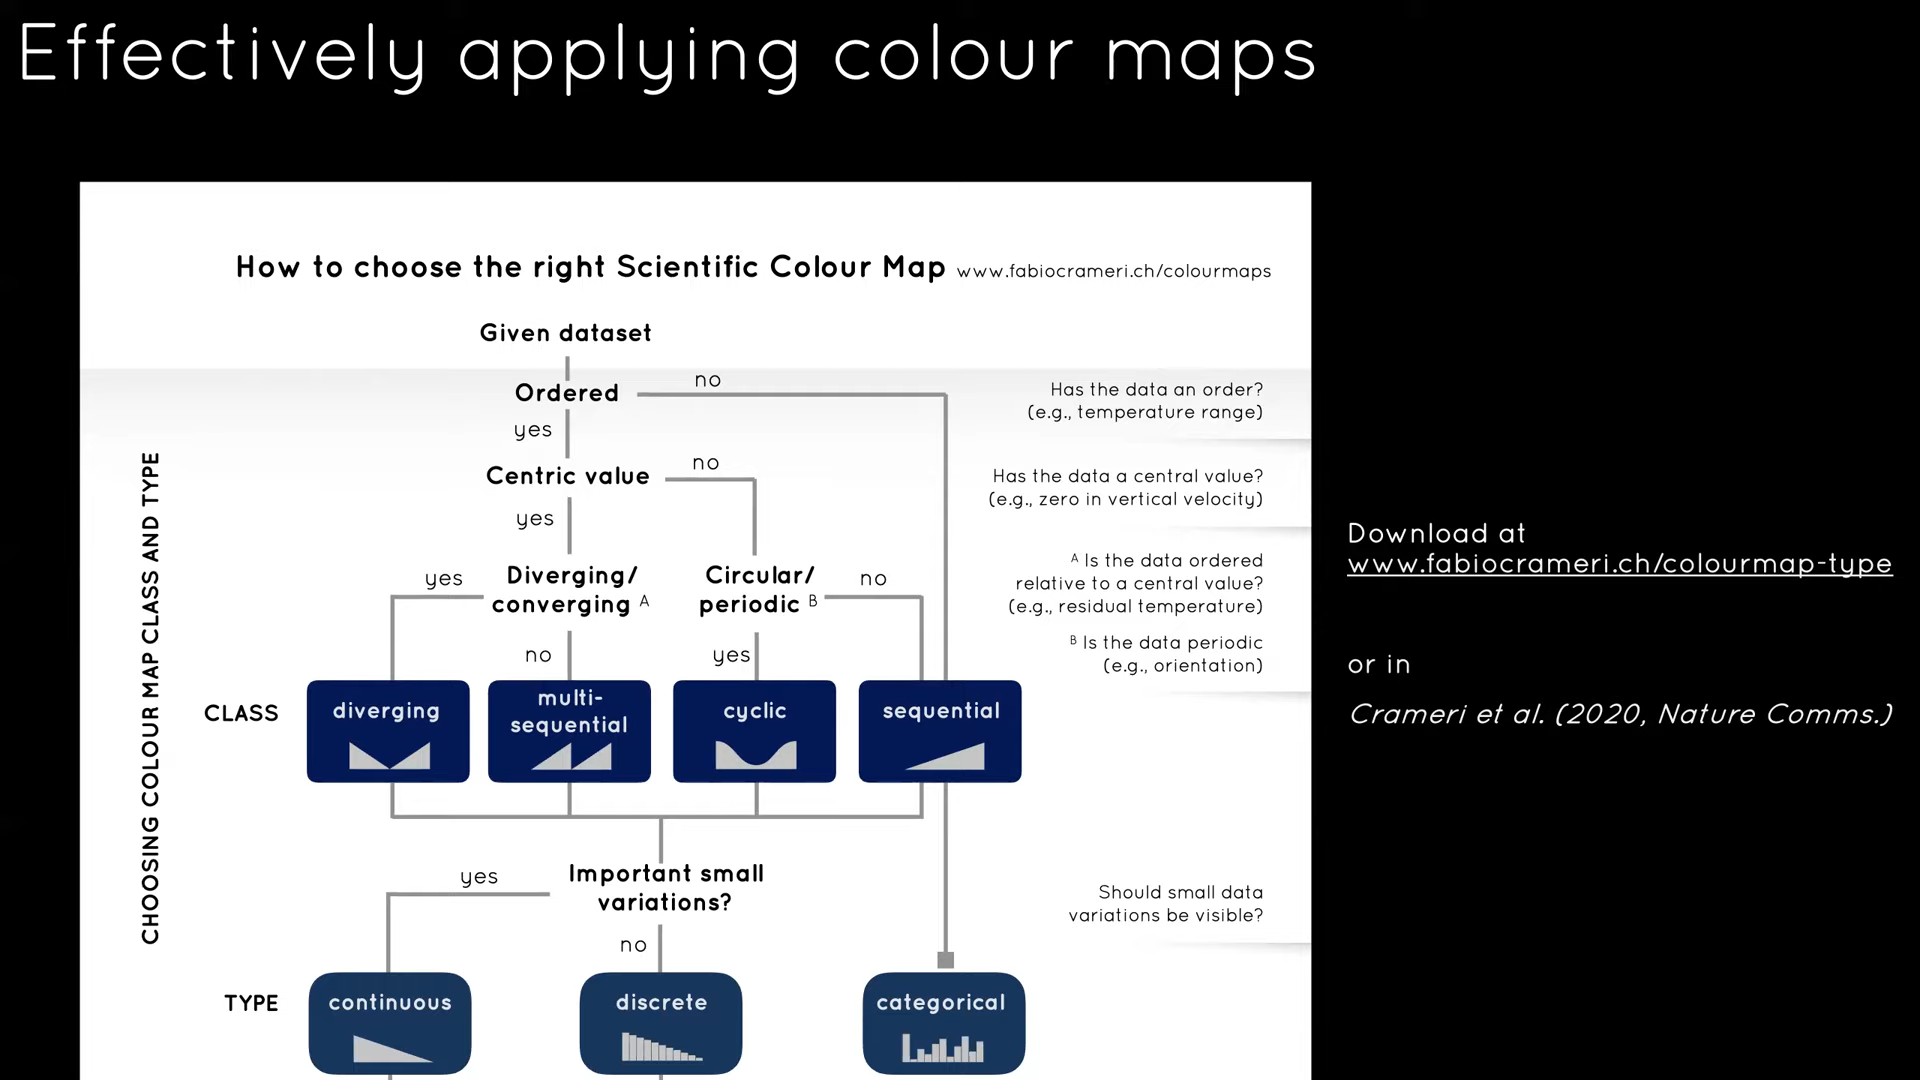 Effectively applying colour maps
How to choose the right Scientific Colour Map www.fabiocrameri.ch/colourmaps
Given dataset
Ordered
no
Has the data an order?
(e.g., temperature range)
yes
Centric value
no
Has the data a central value?
(e.g., zero in vertical velocity)
yes
yes
Diverging/
converging A
Circular/
periodic B
no
A Is the data ordered
relative to a central value?
(e.g., residual temperature)
no
yes
B Is the data periodic
(e.g., orientation)
CHOOSING COLOUR MAP CLASS AND TYPE
CLASS
diverging
multi-
sequential
cyclic
sequential
yes
Important small
variations?
Should small data
variations be visible?
no
TYPE
continuous
discrete
categorical
Download at
www.fabiocrameri.ch/colourmap-type
or in
Crameri et al. (2020, Nature Comms.)